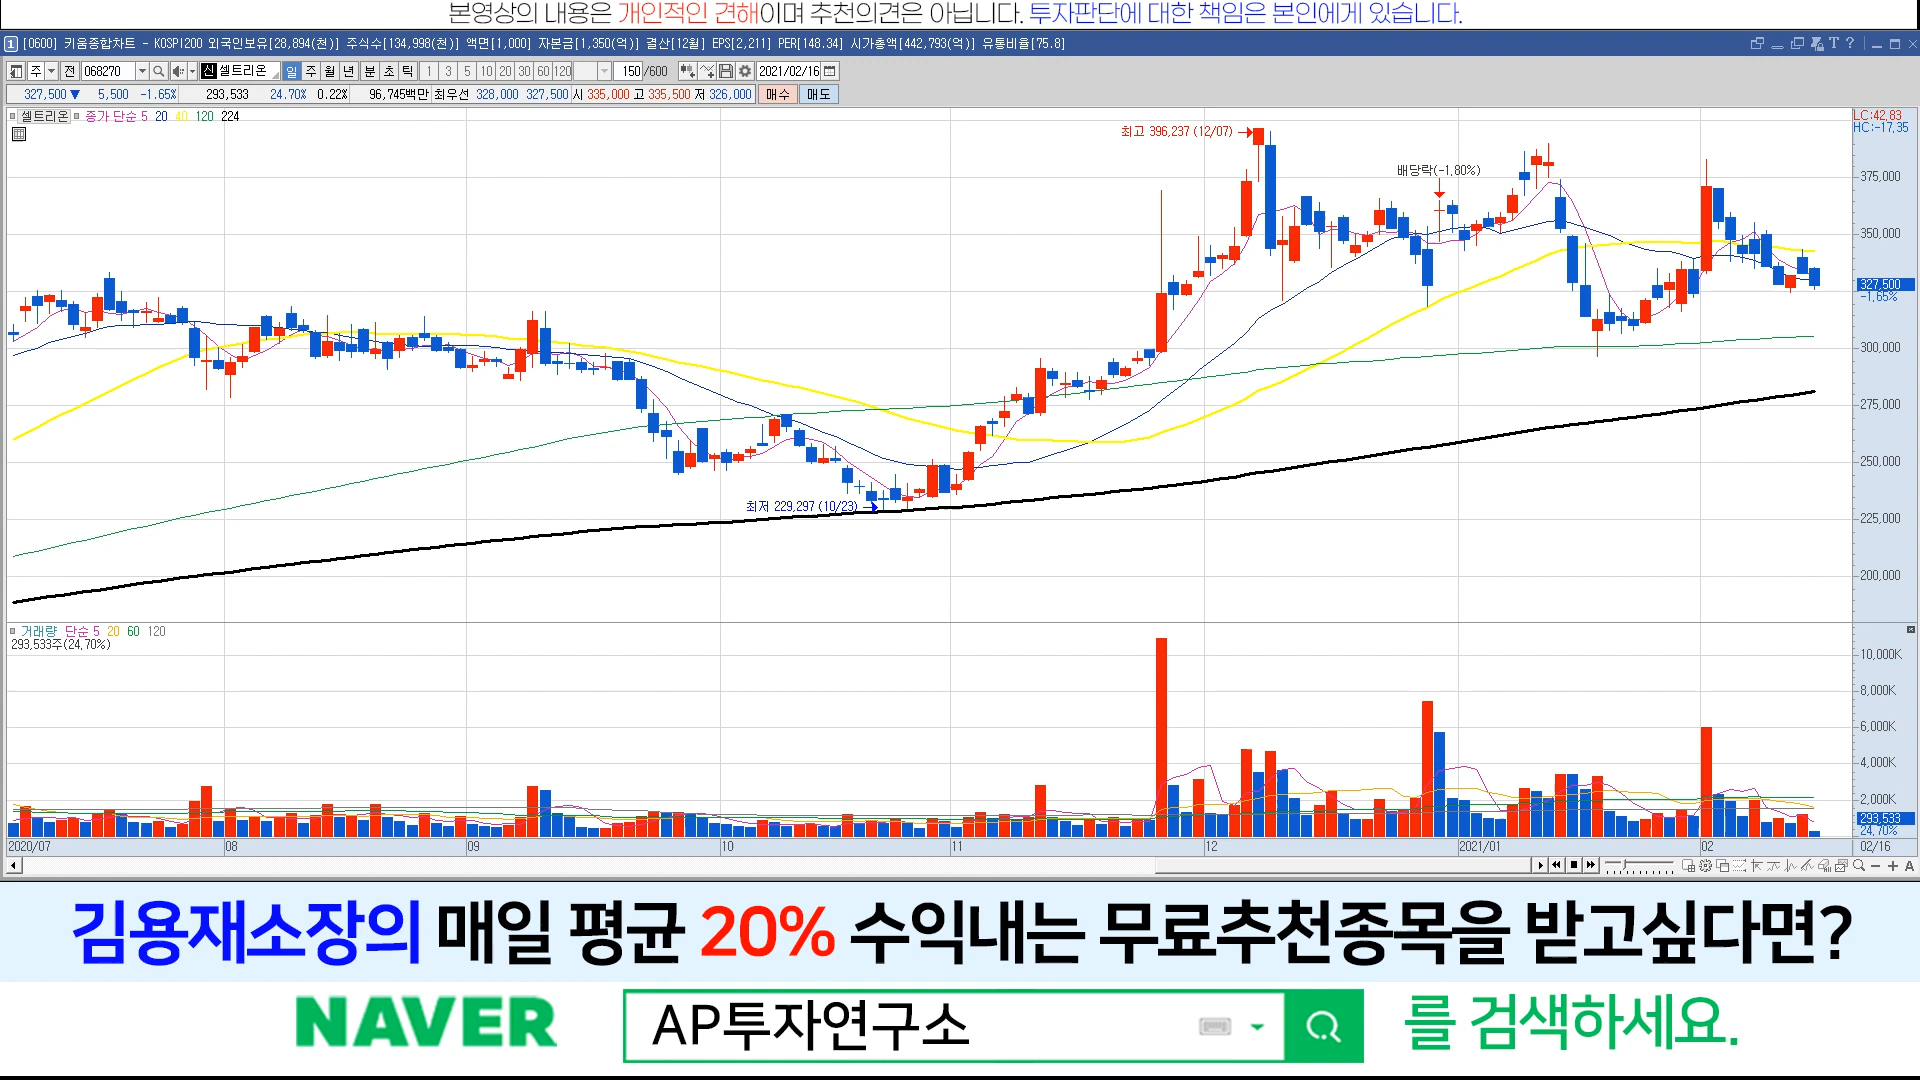 본영상의 내용은 개인적인 견해이며 추천의견은 아닙니다. 투자판단에 대한 책임은 본인에게 있습니다.
1 [0600] 키움종합차트 - KOSPI200 외국인보유[28,894(천)] 주식수[134,998(천)] 액면[1,000] 자본금[1,350(억)] 결산[12월] EPS[2,211] PER[148.34] 시가총액[442,793(억)] 유통비율[75.8]
주 전 068270 신 셀트리온 일 주 월 년 분 초 틱 1 3 5 10 20 30 60 120 150 /600 2021/02/16
327,500 ▼ 5,500 -1.65% 293,533 24.70% 0.22% 96,745백만 최우선 328,000 327,500 시 335,000 고 335,500 저 326,000 매수 매도
셀트리온 종가 단순 5 20 40 120 224
LC:42.83
HC:-17.35
최고 396,237 (12/07)
배당락(-1.80%)
375,000
350,000
327,500
-1.65%
300,000
275,000
250,000
최저 229,297 (10/23)
225,000
200,000
거래량 단순 5 20 60 120
293,533주(24.70%)
10,000K
8,000K
6,000K
4,000K
2,000K
293,533
24.70%
2020/07 08 09 10 11 12 2021/01 02 02/16
김용재소장의 매일 평균 20% 수익내는 무료추천종목을 받고싶다면?
NAVER AP투자연구소 를 검색하세요.